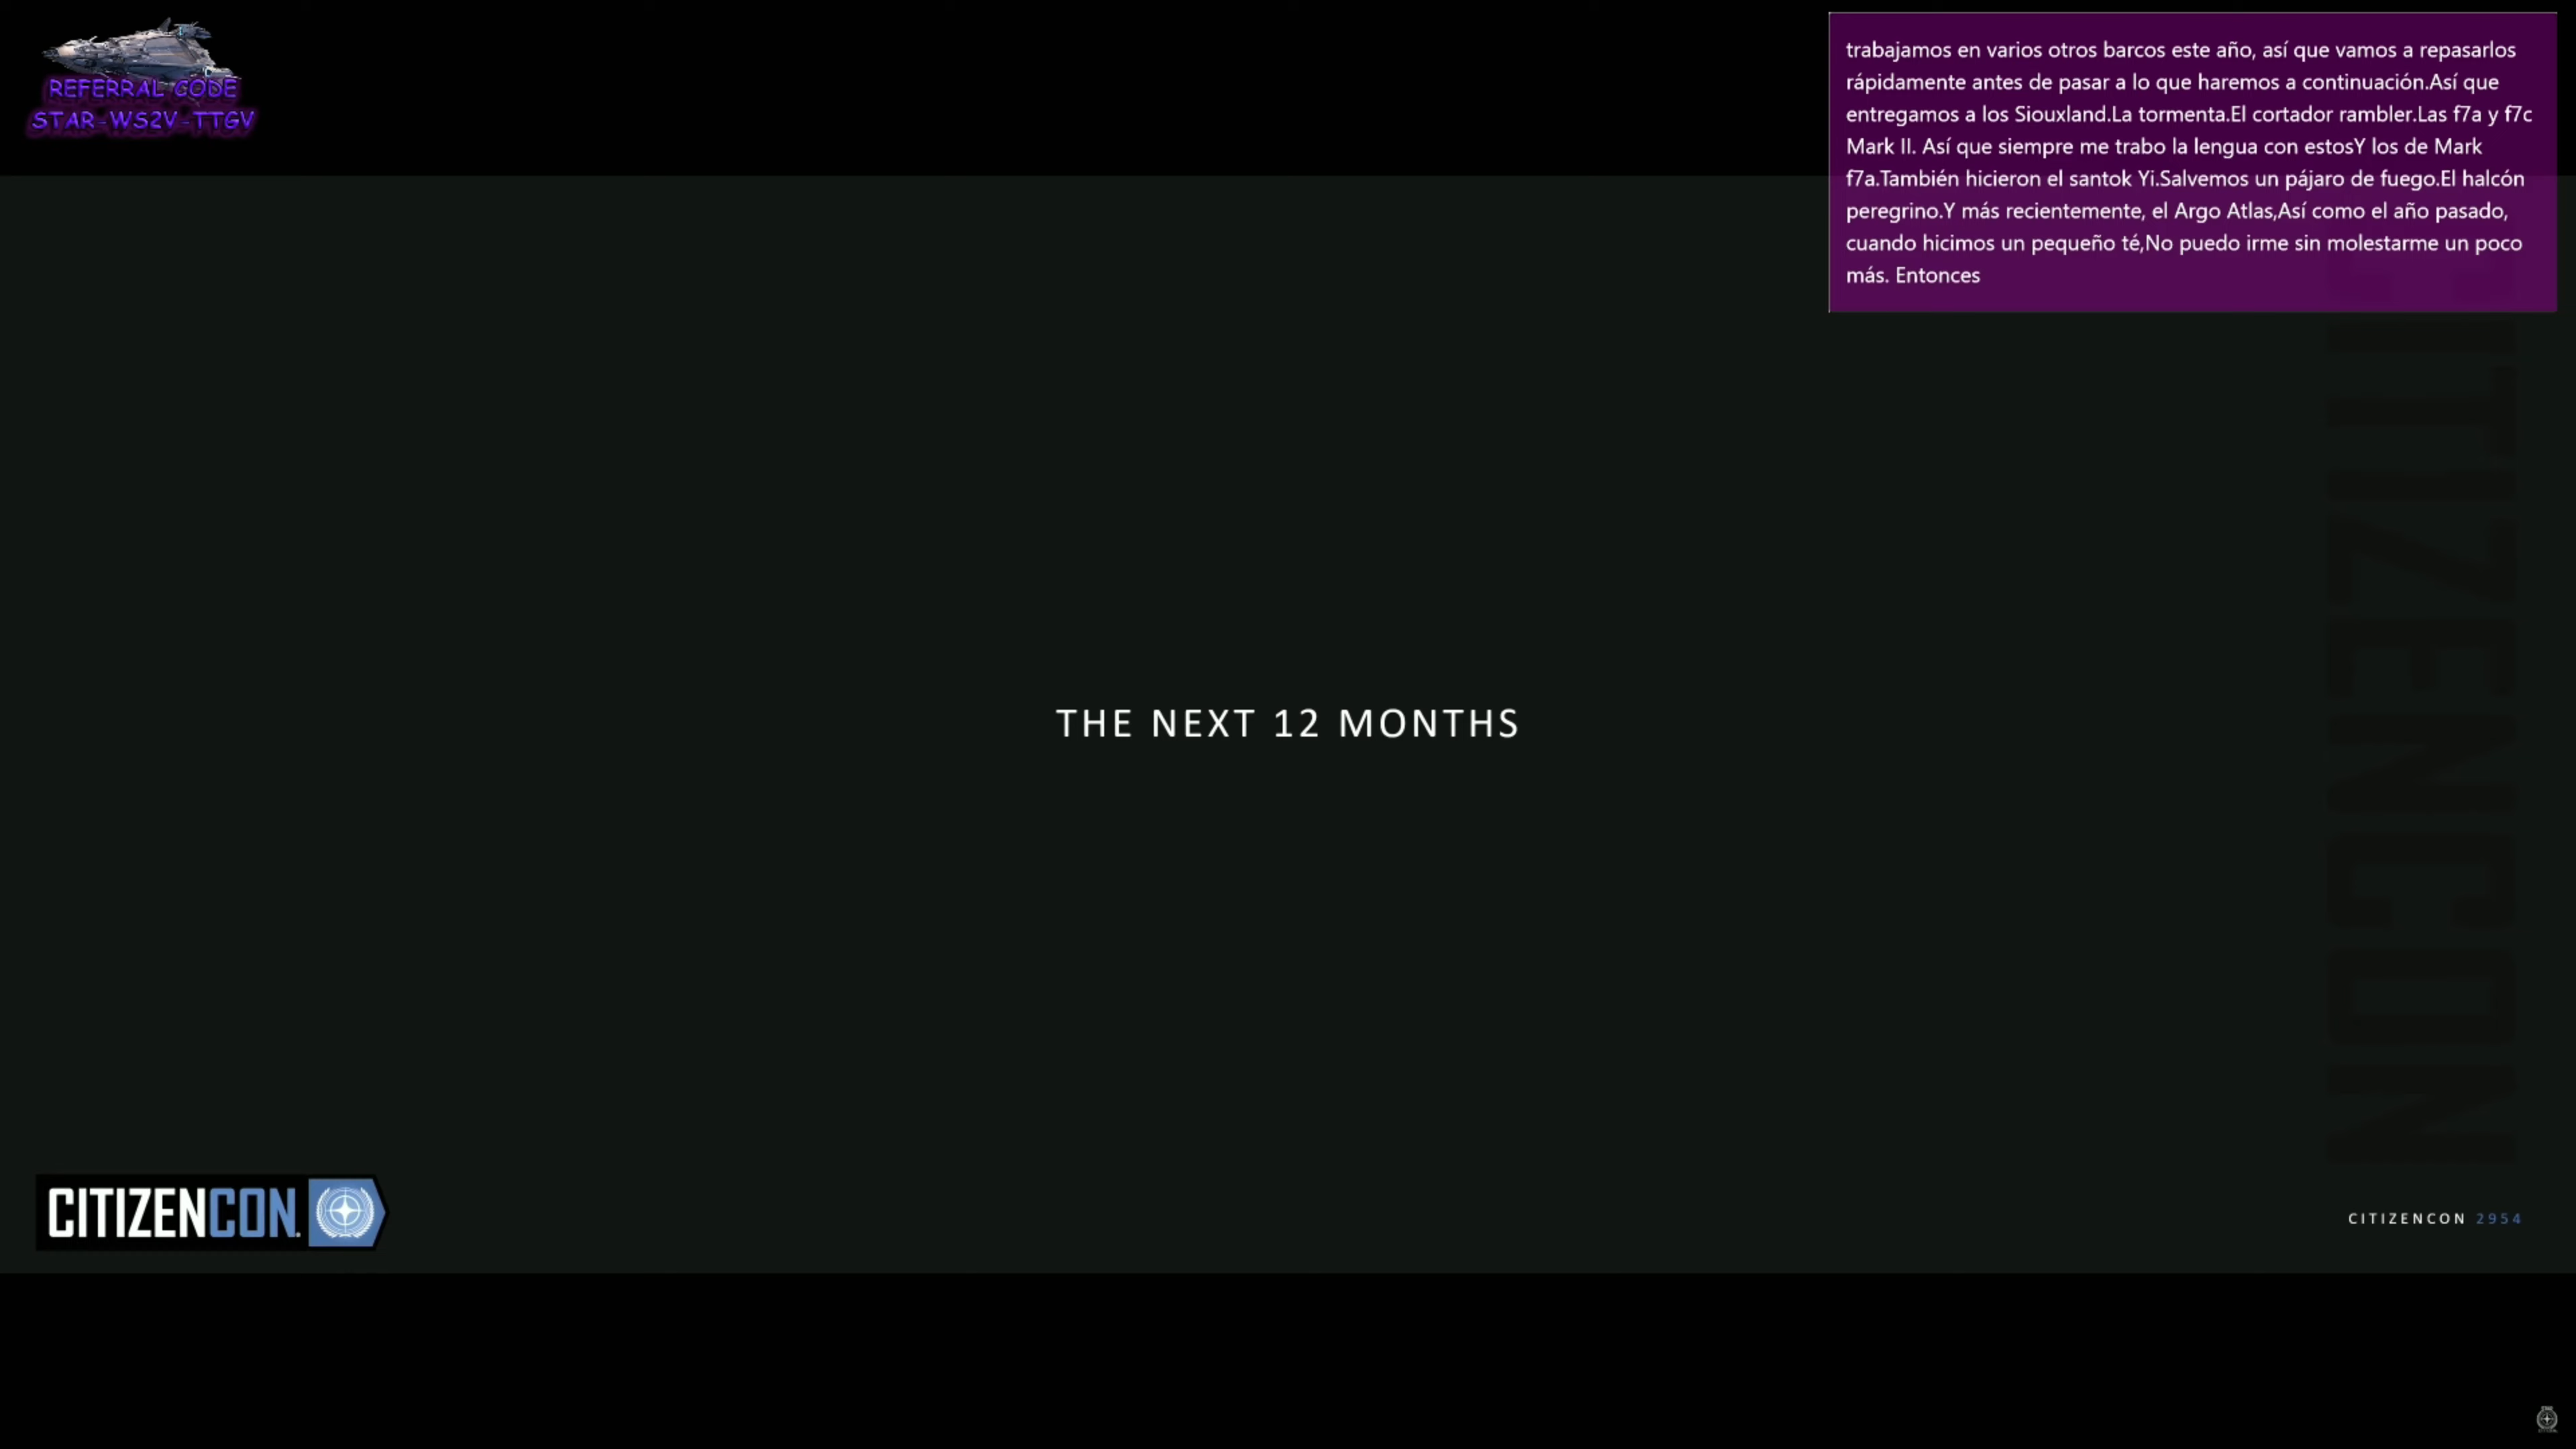 REFERRAL CODE
STAR-WS2V-TTGV
trabajamos en varios otros barcos este año, así que vamos a repasarlos
rápidamente antes de pasar a lo que haremos a continuación.Así que
entregamos a los Siouxland.La tormenta.El cortador rambler.Las f7a y f7c
Mark II. Así que siempre me trabo la lengua con estosY los de Mark
f7a.También hicieron el santok Yi.Salvemos un pájaro de fuego.El halcón
peregrino.Y más recientemente, el Argo Atlas,Así como el año pasado,
cuando hicimos un pequeño té,No puedo irme sin molestarme un poco
más. Entonces
CITIZENCON
THE NEXT 12 MONTHS
CITIZENCON
CITIZENCON 2954